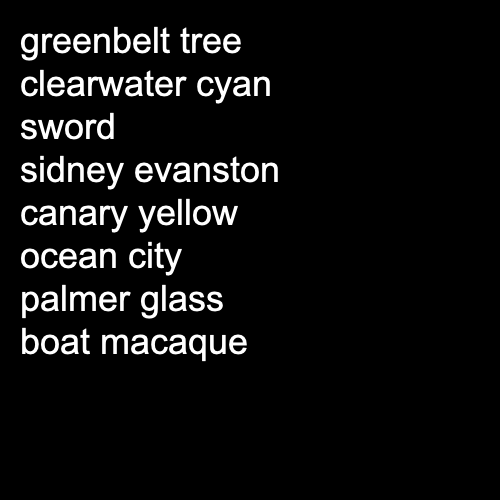 greenbelt tree
clearwater cyan
sword
sidney evanston
canary yellow
ocean city
palmer glass
boat macaque